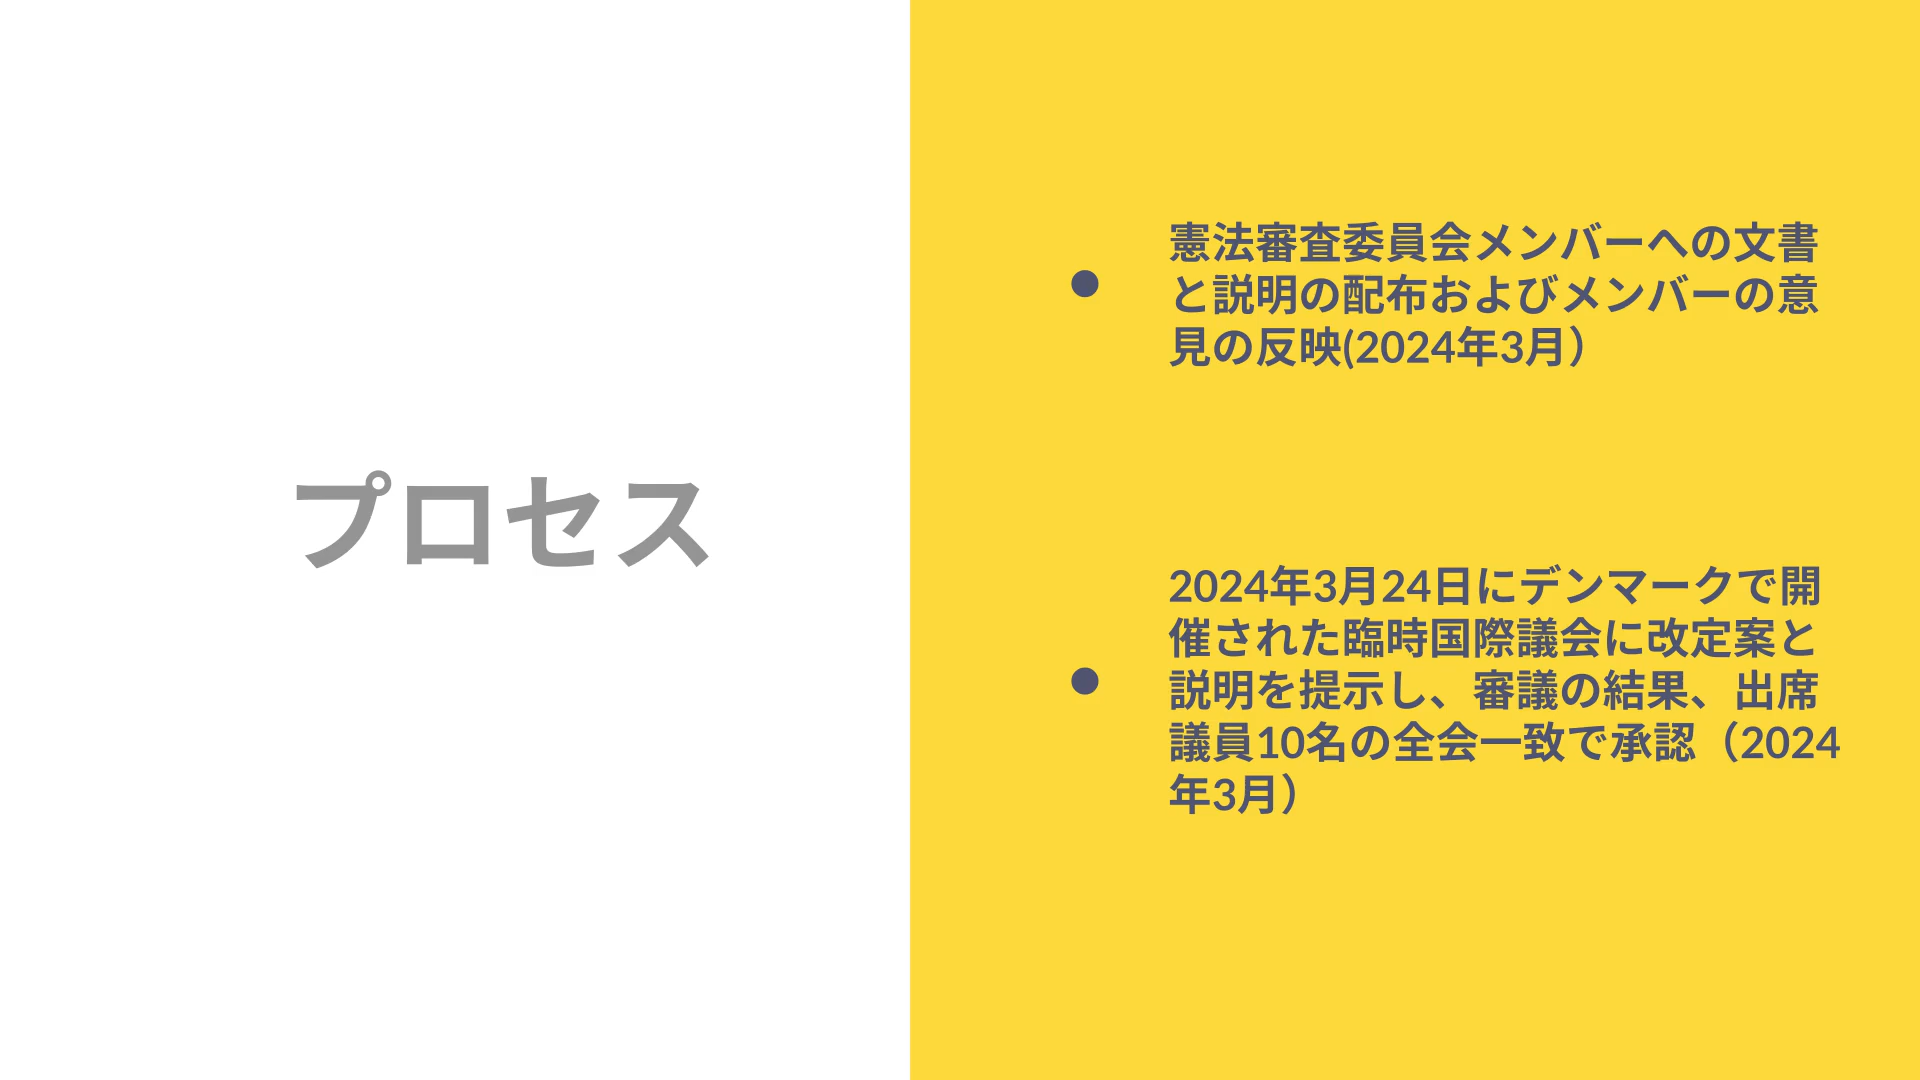 プロセス
憲法審査委員会メンバーへの文書
と説明の配布およびメンバーの意
見の反映(2024年3月）
2024年3月24日にデンマークで開
催された臨時国際議会に改定案と
説明を提示し、審議の結果、出席
議員10名の全会一致で承認（2024
年3月）